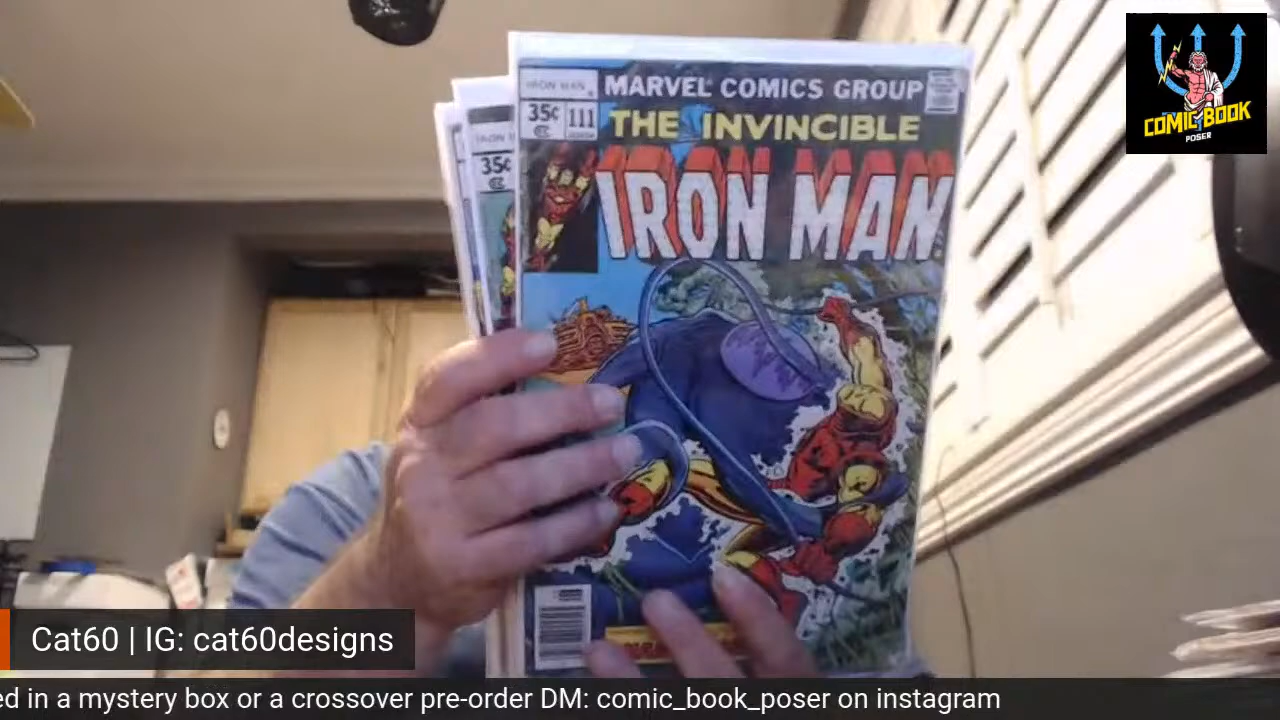 IRON MAN
MARVEL COMICS GROUP
35¢
111
THE INVINCIBLE
IRON MAN
35¢
COMIC BOOK
POSER
Cat60 | IG: cat60designs
ed in a mystery box or a crossover pre-order DM: comic_book_poser on instagram